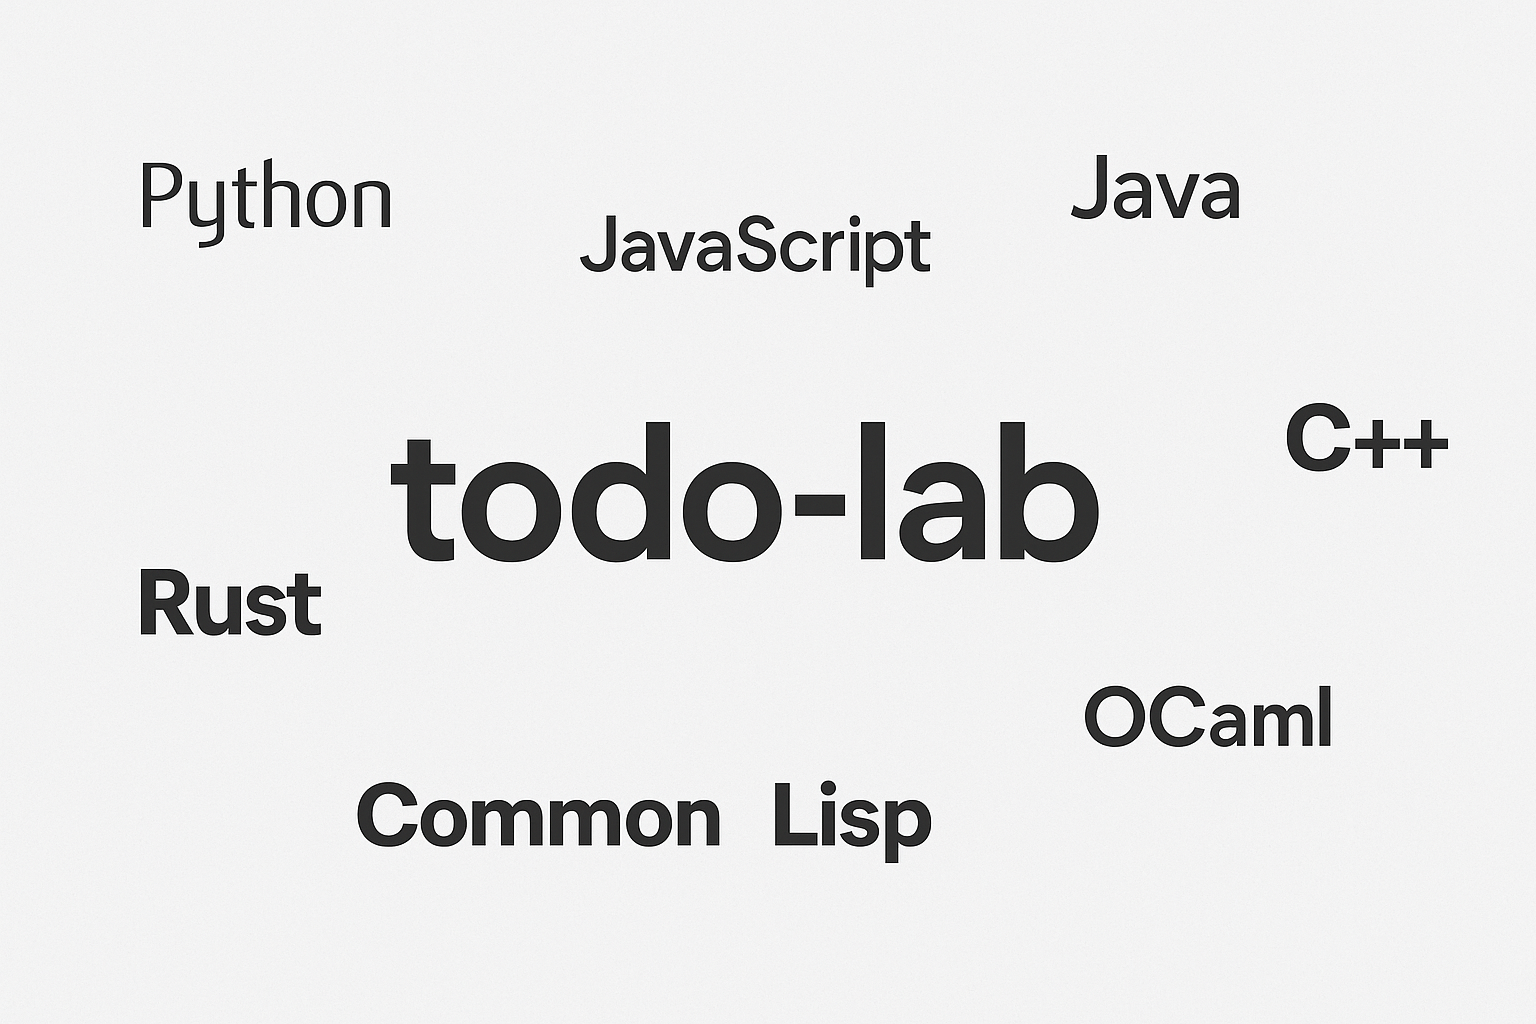 Python
JavaScript
Java
C++
todo-lab
Rust
OCaml
Common Lisp